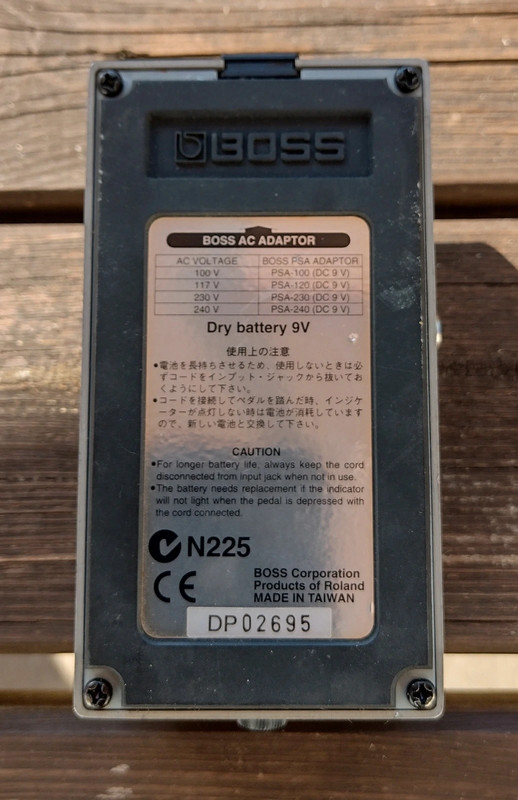 BOSS
BOSS AC ADAPTOR
AC VOLTAGE BOSS PSA ADAPTOR
100 V PSA-100 (DC 9 V)
117 V PSA-120 (DC 9 V)
230 V PSA-230 (DC 9 V)
240 V PSA-240 (DC 9 V)
Dry battery 9V
使用上の注意
•電池を長持ちさせるため、使用しないときは必
ずコードをインプット・ジャックから抜いてお
くようにして下さい。
•コードを接続してペダルを踏んだ時、インジケ
ーターが点灯しない時は電池が消耗しています
ので、新しい電池と交換して下さい。
CAUTION
•For longer battery life, always keep the cord
disconnected from input jack when not in use.
•The battery needs replacement if the indicator
will not light when the pedal is depressed with
the cord connected.
N225
CE
BOSS Corporation
Products of Roland
MADE IN TAIWAN
DP02695